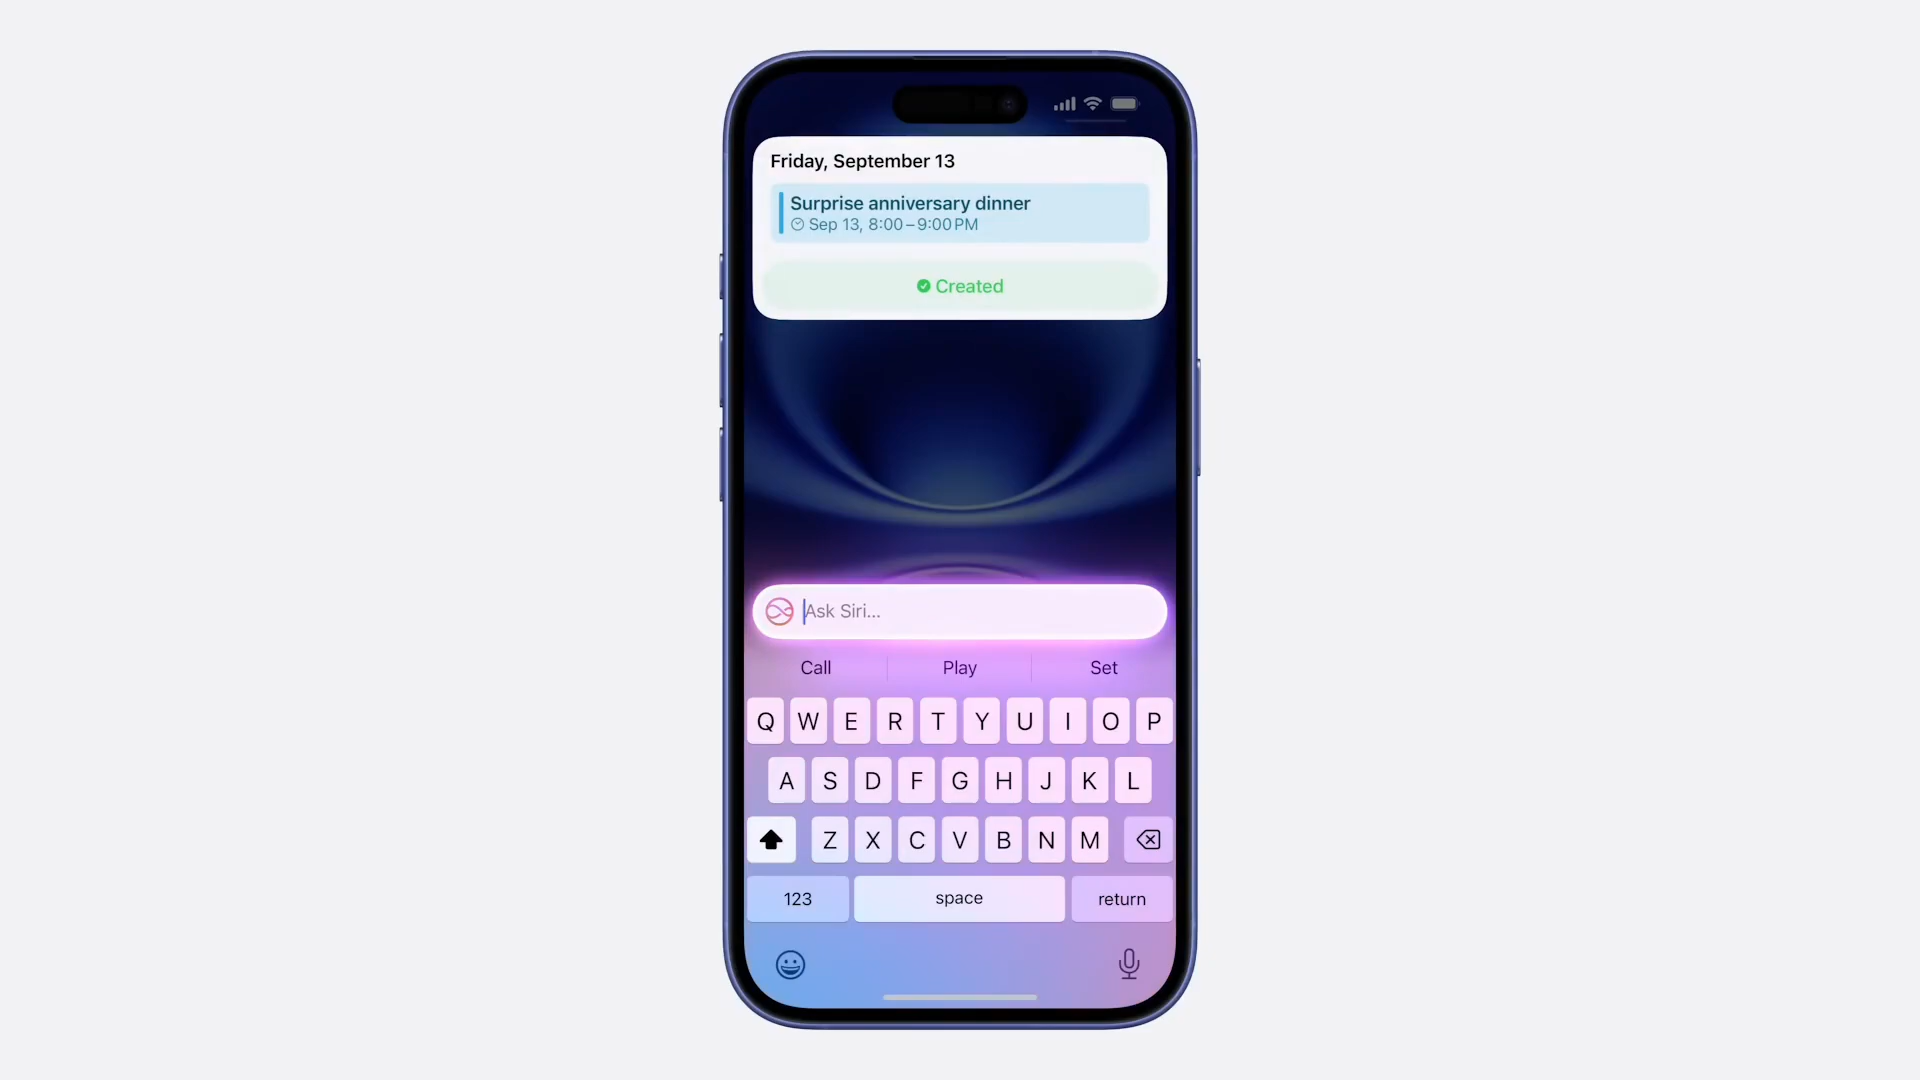 Friday, September 13
Surprise anniversary dinner
Sep 13, 8:00 – 9:00 PM
Created
Ask Siri...
Call Play Set
Q W E R T Y U I O P
A S D F G H J K L
Z X C V B N M
123 space return